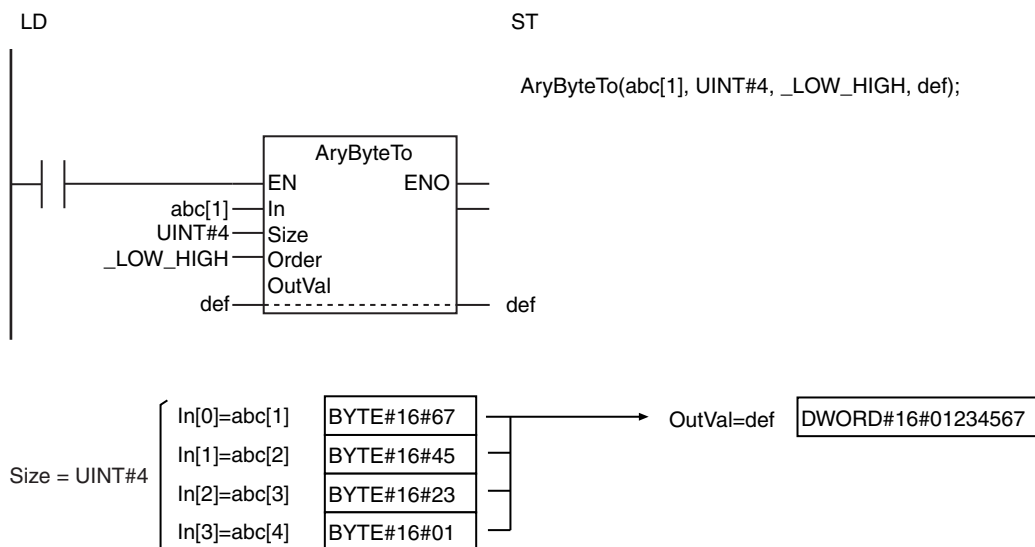 LD
ST
AryByteTo(abc[1], UINT#4, _LOW_HIGH, def);
AryByteTo
EN ENO
abc[1] In
UINT#4 Size
_LOW_HIGH Order
OutVal
def def
In[0]=abc[1] BYTE#16#67 OutVal=def DWORD#16#01234567
In[1]=abc[2] BYTE#16#45
Size = UINT#4
In[2]=abc[3] BYTE#16#23
In[3]=abc[4] BYTE#16#01